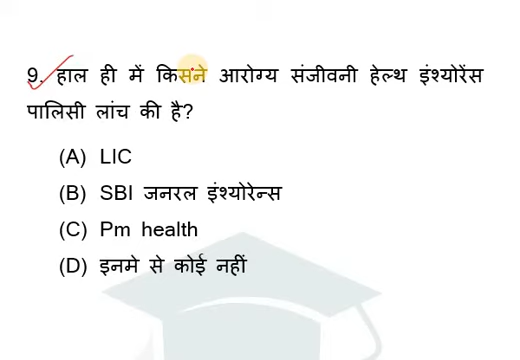 9. हाल ही में किसने आरोग्य संजीवनी हेल्थ इंश्योरेंस
पालिसी लांच की है?
(A) LIC
(B) SBI जनरल इंश्योरेन्स
(C) Pm health
(D) इनमे से कोई नहीं